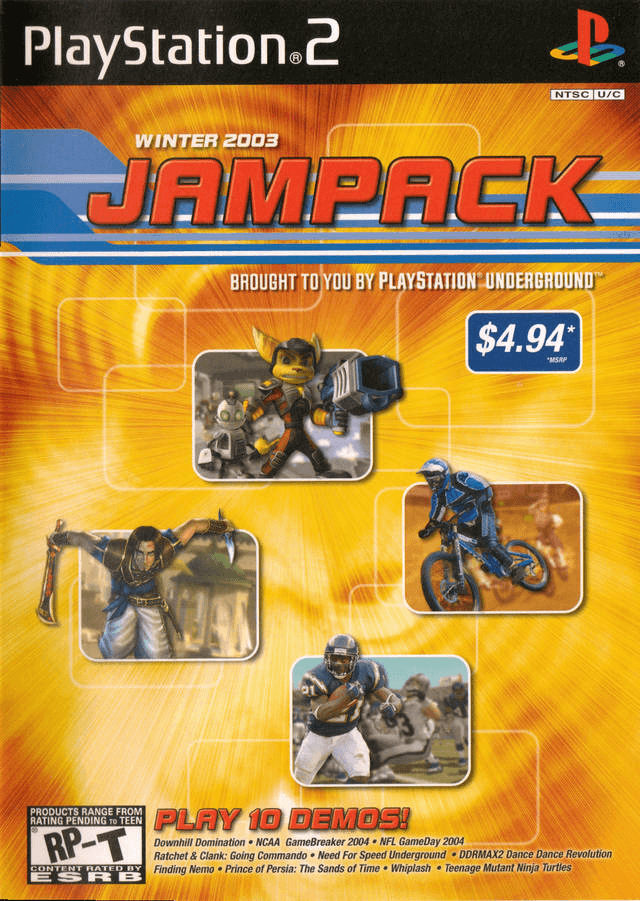 PlayStation®2
NTSC U/C
WINTER 2003
JAMPACK
BROUGHT TO YOU BY PLAYSTATION® UNDERGROUND™
$4.94*
*MSRP
21
PRODUCTS RANGE FROM
RATING PENDING TO TEEN
RP-T
CONTENT RATED BY
ESRB
PLAY 10 DEMOS!
Downhill Domination • NCAA GameBreaker 2004 • NFL GameDay 2004
Ratchet & Clank: Going Commando • Need For Speed Underground • DDRMAX2 Dance Dance Revolution
Finding Nemo • Prince of Persia: The Sands of Time • Whiplash • Teenage Mutant Ninja Turtles